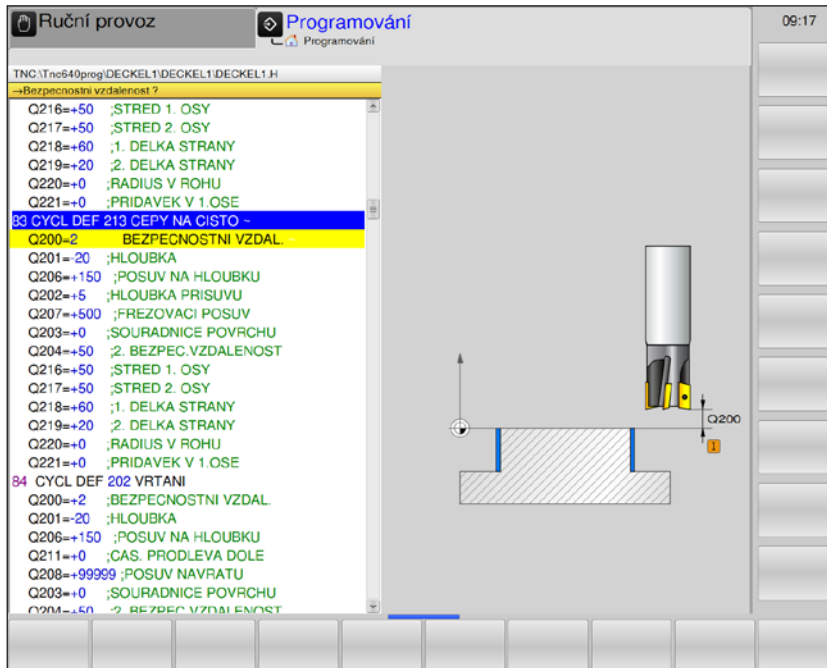 Ruční provoz
Programování
Programování
09:17
TNC:\Tnc640prog\DECKEL1\DECKEL1\DECKEL1.H
→Bezpecnostni vzdalenost ?
Q216=+50 ;STRED 1. OSY
Q217=+50 ;STRED 2. OSY
Q218=+60 ;1. DELKA STRANY
Q219=+20 ;2. DELKA STRANY
Q220=+0 ;RADIUS V ROHU
Q221=+0 ;PRIDAVEK V 1.OSE
83 CYCL DEF 213 CEPY NA CISTO ~
Q200=2 BEZPECNOSTNI VZDAL. ~
Q201=-20 ;HLOUBKA
Q206=+150 ;POSUV NA HLOUBKU
Q202=+5 ;HLOUBKA PRISUVU
Q207=+500 ;FREZOVACI POSUV
Q203=+0 ;SOURADNICE POVRCHU
Q204=+50 ;2. BEZPEC.VZDALENOST
Q216=+50 ;STRED 1. OSY
Q217=+50 ;STRED 2. OSY
Q218=+60 ;1. DELKA STRANY
Q219=+20 ;2. DELKA STRANY
Q220=+0 ;RADIUS V ROHU
Q221=+0 ;PRIDAVEK V 1.OSE
84 CYCL DEF 202 VRTANI
Q200=+2 ;BEZPECNOSTNI VZDAL.
Q201=-20 ;HLOUBKA
Q206=+150 ;POSUV NA HLOUBKU
Q211=+0 ;CAS. PRODLEVA DOLE
Q208=+99999 ;POSUV NAVRATU
Q203=+0 ;SOURADNICE POVRCHU
Q204=+50 ;2. BEZPEC.VZDALENOST
Q200
1